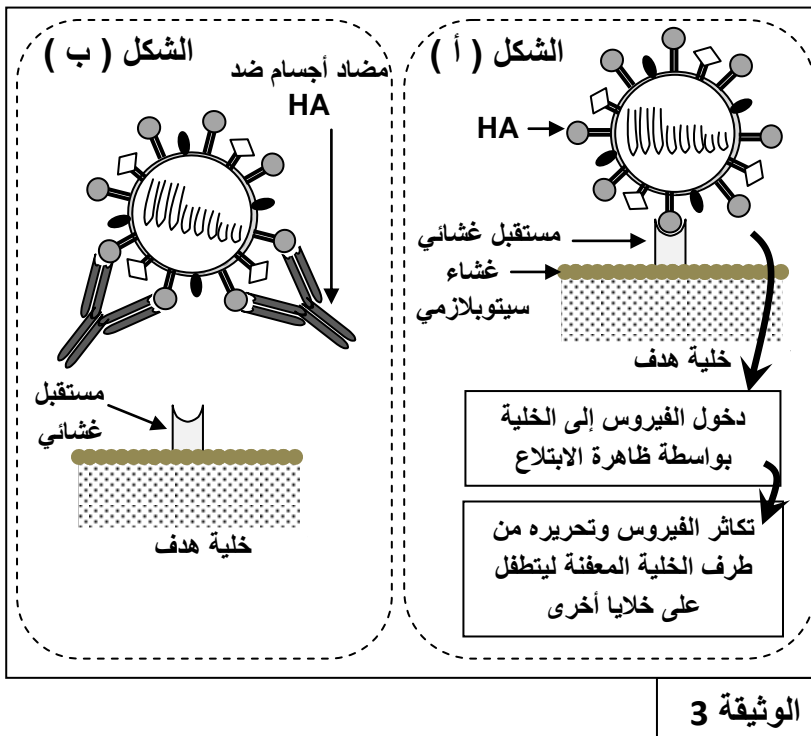 الشكل ( أ )
HA
مستقبل غشائي
غشاء
سيتوبلازمي
خلية هدف
دخول الفيروس إلى الخلية
بواسطة ظاهرة الابتلاع
تكاثر الفيروس وتحريره من
طرف الخلية المعفنة ليتطفل
على خلايا أخرى
الشكل ( ب )
مضاد أجسام ضد
HA
مستقبل
غشائي
خلية هدف
الوثيقة 3